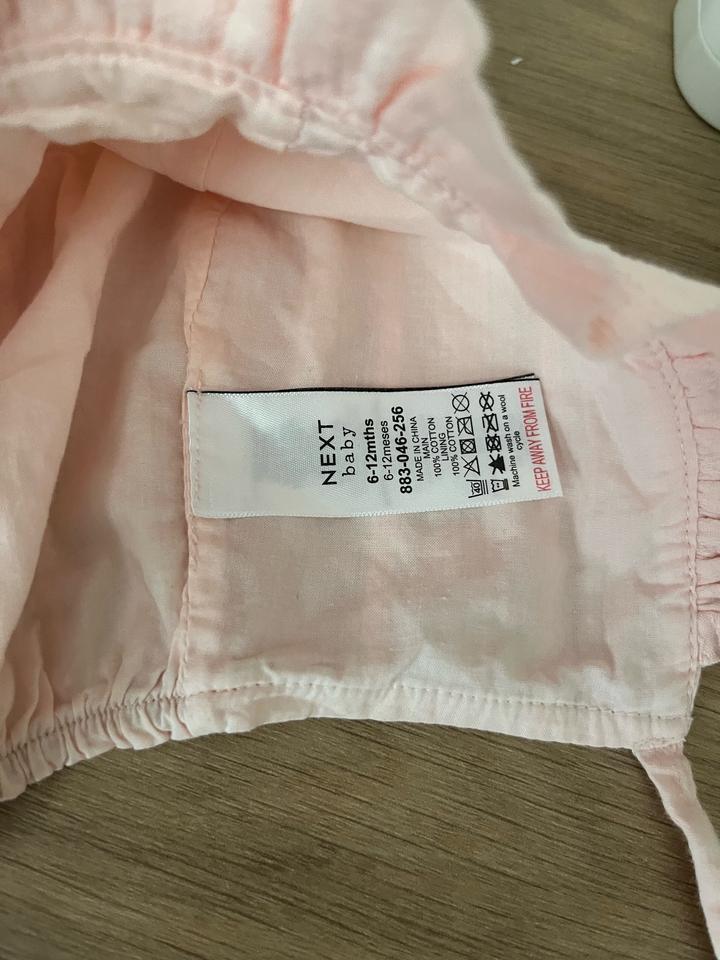 NEXT
baby
6-12mths
6-12meses
883-046-256
MADE IN CHINA
MAIN
100% COTTON
LINING
100% COTTON
40
Machine wash on a wool
cycle
KEEP AWAY FROM FIRE